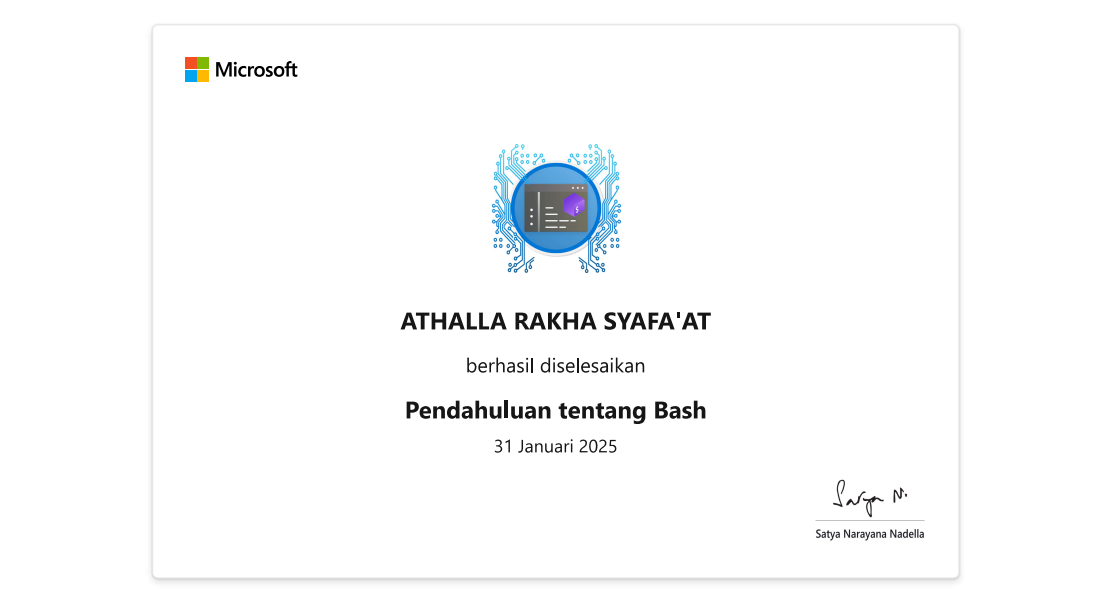 Microsoft
ATHALLA RAKHA SYAFA'AT
berhasil diselesaikan
Pendahuluan tentang Bash
31 Januari 2025
Satya N.
Satya Narayana Nadella